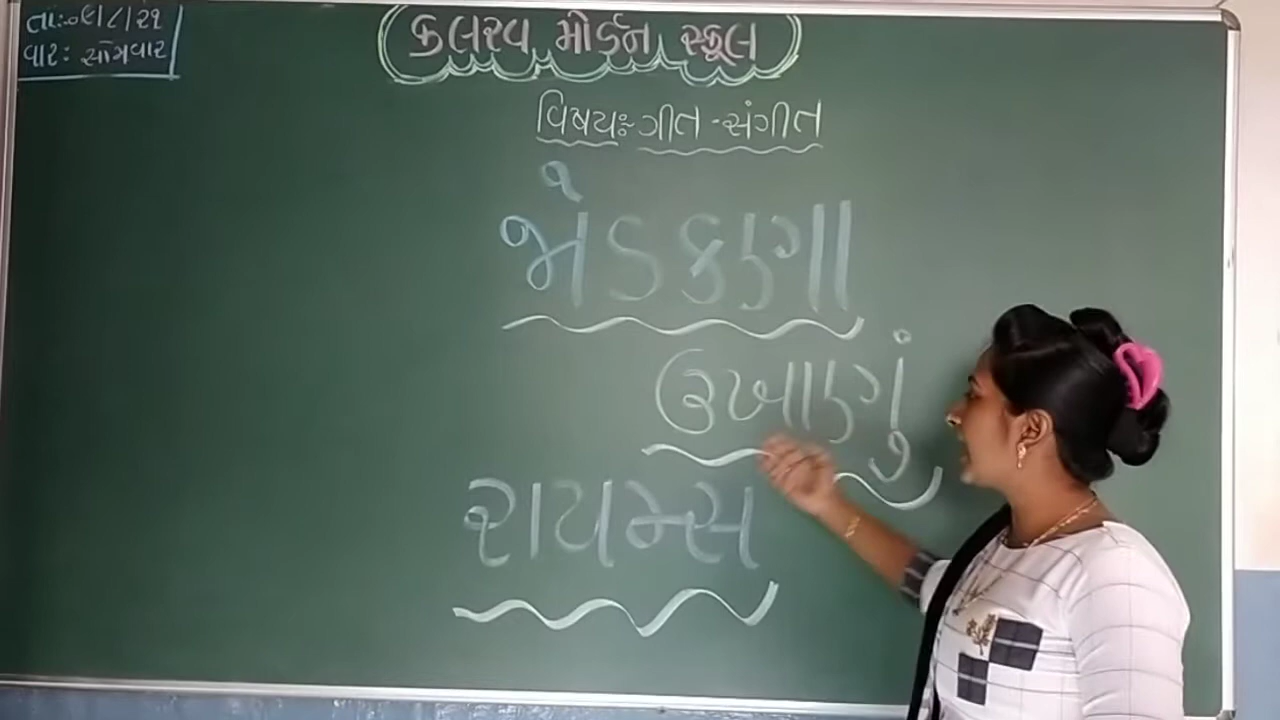 તા:૦૯/૮/૨૧
વાર: સોમવાર
કલરવ મોર્ડન સ્કૂલ
વિષય: ગીત - સંગીત
જોડકણા
ઉખાણું
રાયમ્સ